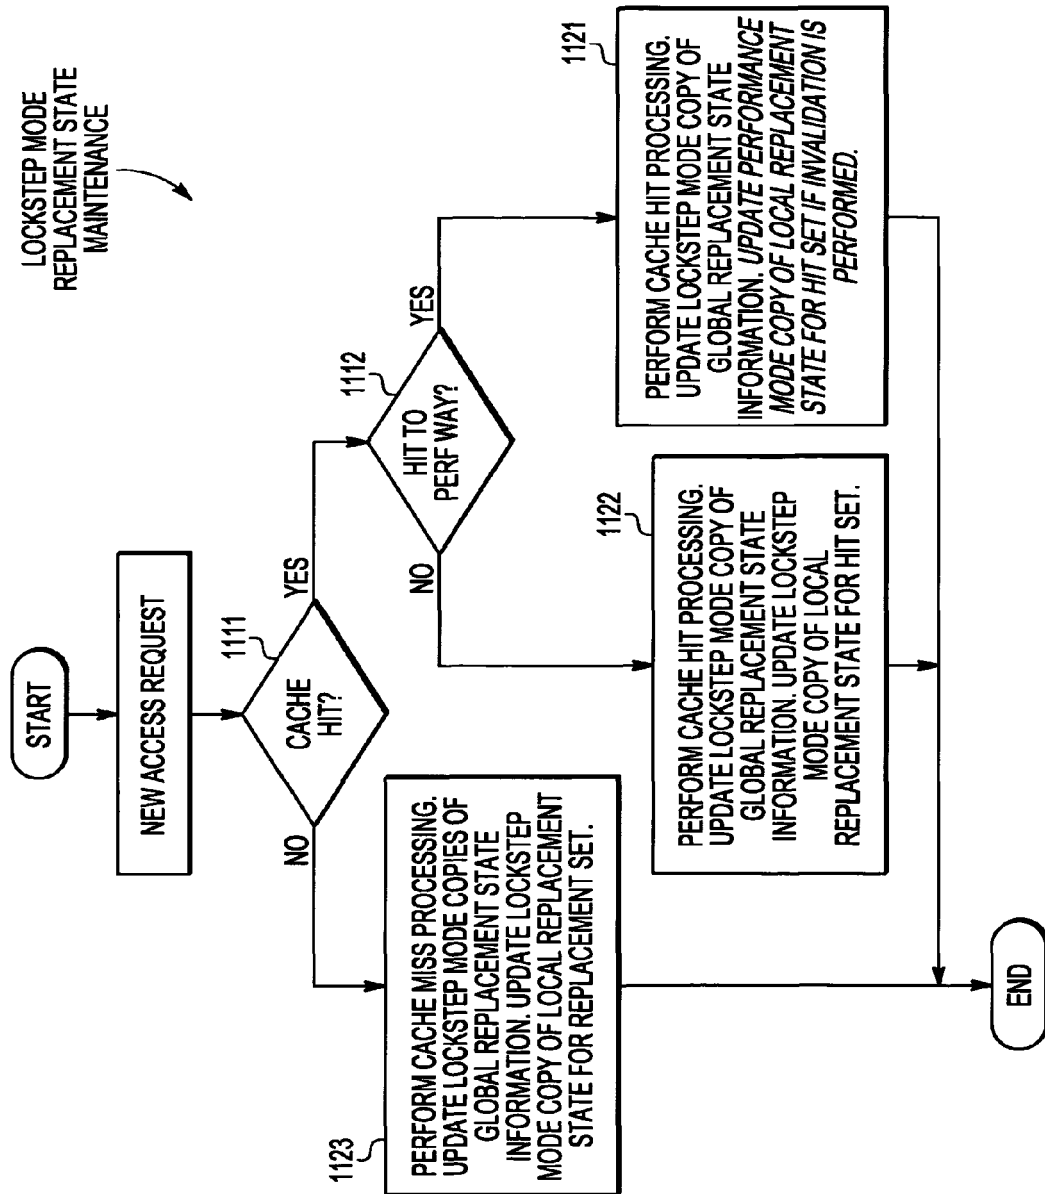 LOCKSTEP MODE
REPLACEMENT STATE
MAINTENANCE
START
NEW ACCESS REQUEST
1111
CACHE
HIT?
NO
YES
1112
HIT TO
PERF WAY?
NO
YES
1123
PERFORM CACHE MISS PROCESSING.
UPDATE LOCKSTEP MODE COPIES OF
GLOBAL REPLACEMENT STATE
INFORMATION. UPDATE LOCKSTEP
MODE COPY OF LOCAL REPLACEMENT
STATE FOR REPLACEMENT SET.
1122
PERFORM CACHE HIT PROCESSING.
UPDATE LOCKSTEP MODE COPY OF
GLOBAL REPLACEMENT STATE
INFORMATION. UPDATE LOCKSTEP
MODE COPY OF LOCAL
REPLACEMENT STATE FOR HIT SET.
1121
PERFORM CACHE HIT PROCESSING.
UPDATE LOCKSTEP MODE COPY OF
GLOBAL REPLACEMENT STATE
INFORMATION. UPDATE PERFORMANCE
MODE COPY OF LOCAL REPLACEMENT
STATE FOR HIT SET IF INVALIDATION IS
PERFORMED.
END